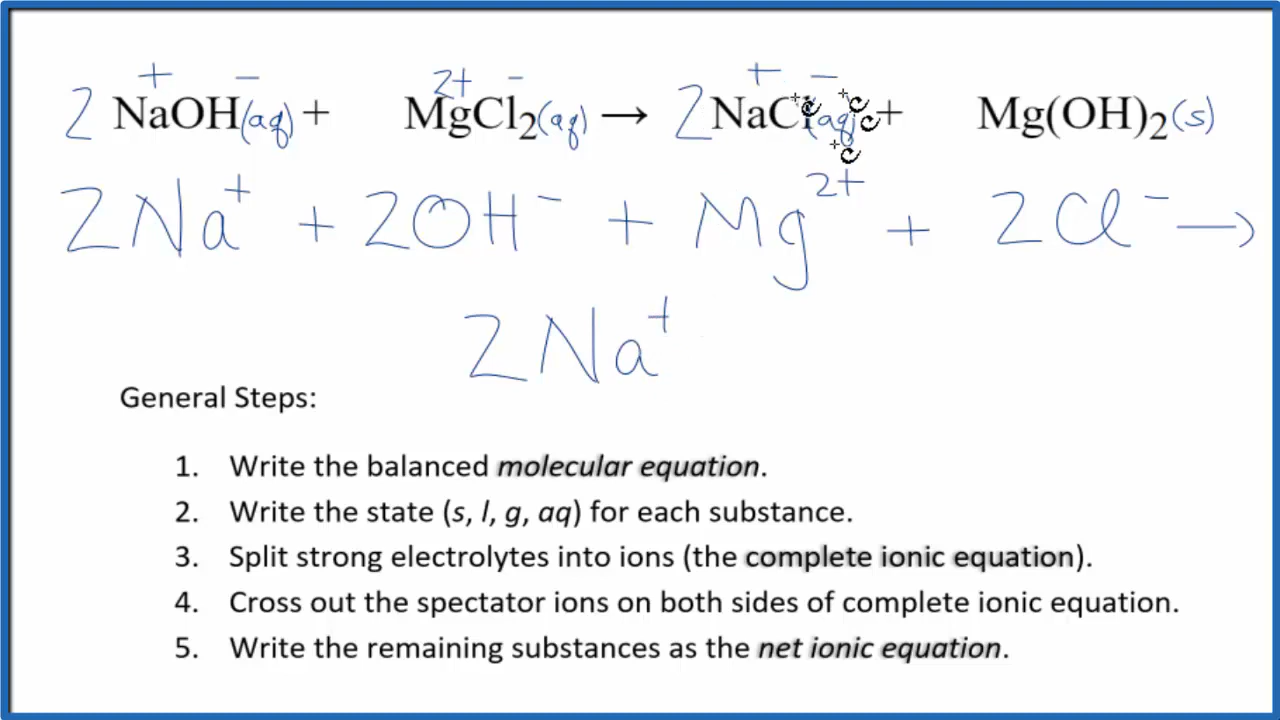 2 NaOH(aq) + MgCl₂(aq) → 2 NaCl(aq) + Mg(OH)₂(s)
+ − 2+ − + −
2Na⁺ + 2OH⁻ + Mg²⁺ + 2Cl⁻ →
2Na⁺
General Steps:
1. Write the balanced molecular equation.
2. Write the state (s, l, g, aq) for each substance.
3. Split strong electrolytes into ions (the complete ionic equation).
4. Cross out the spectator ions on both sides of complete ionic equation.
5. Write the remaining substances as the net ionic equation.